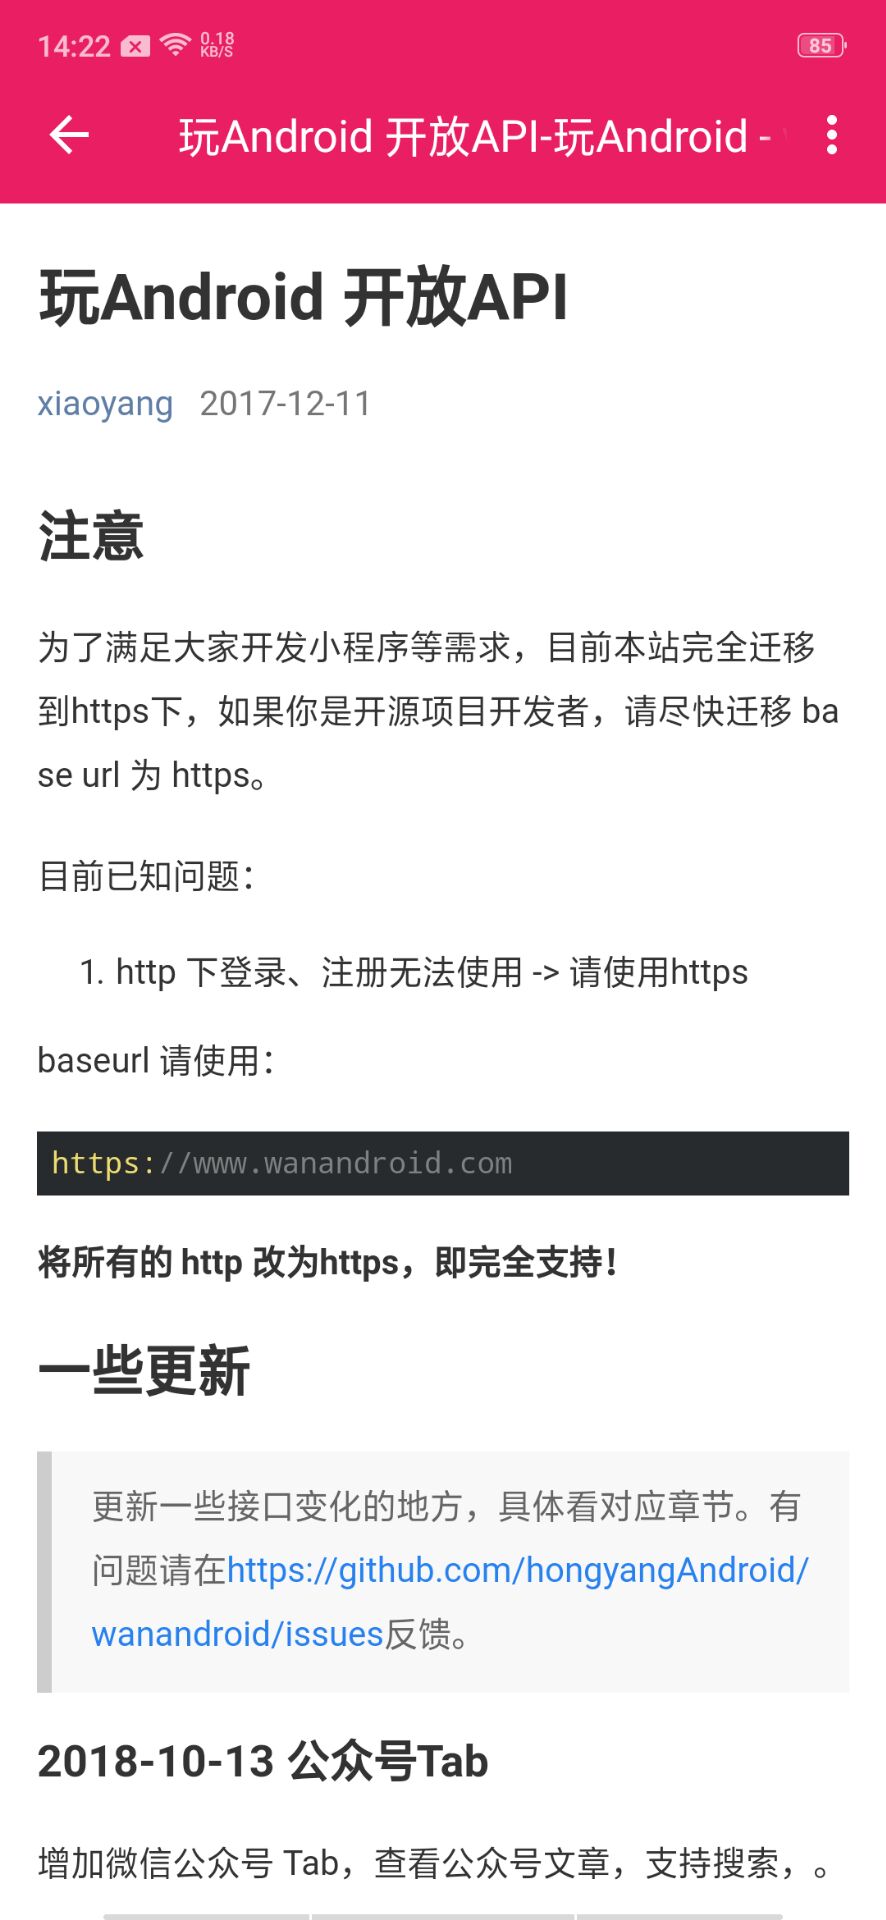 14:22 0.18 KB/S 85
玩Android 开放API-玩Android -
玩Android 开放API
xiaoyang 2017-12-11
注意
为了满足大家开发小程序等需求，目前本站完全迁移
到https下，如果你是开源项目开发者，请尽快迁移 ba
se url 为 https。
目前已知问题：
1. http 下登录、注册无法使用 -> 请使用https
baseurl 请使用：
https://www.wanandroid.com
将所有的 http 改为https，即完全支持！
一些更新
更新一些接口变化的地方，具体看对应章节。有
问题请在https://github.com/hongyangAndroid/
wanandroid/issues反馈。
2018-10-13 公众号Tab
增加微信公众号 Tab，查看公众号文章，支持搜索，。